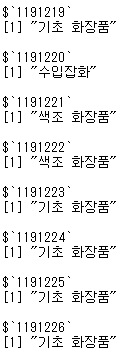 $`1191219`
[1] "기초 화장품"
$`1191220`
[1] "수입잡화"
$`1191221`
[1] "색조 화장품"
$`1191222`
[1] "색조 화장품"
$`1191223`
[1] "기초 화장품"
$`1191224`
[1] "기초 화장품"
$`1191225`
[1] "기초 화장품"
$`1191226`
[1] "기초 화장품"